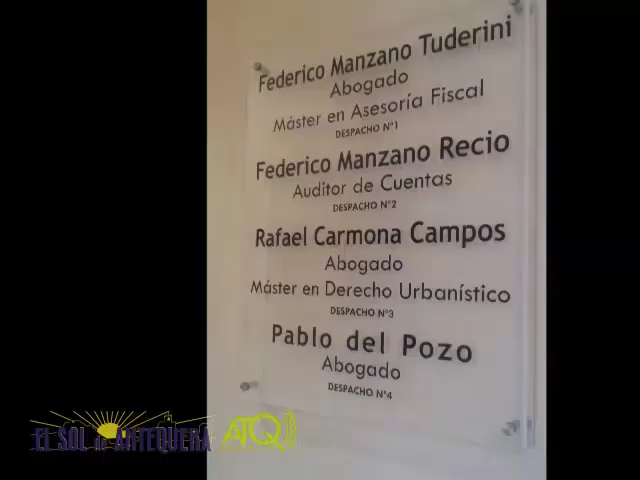 Federico Manzano Tuderini
Abogado
Máster en Asesoría Fiscal
DESPACHO Nº1
Federico Manzano Recio
Auditor de Cuentas
DESPACHO Nº2
Rafael Carmona Campos
Abogado
Máster en Derecho Urbanístico
DESPACHO Nº3
Pablo del Pozo
Abogado
DESPACHO Nº4
EL SOL de ANTEQUERA ATQ